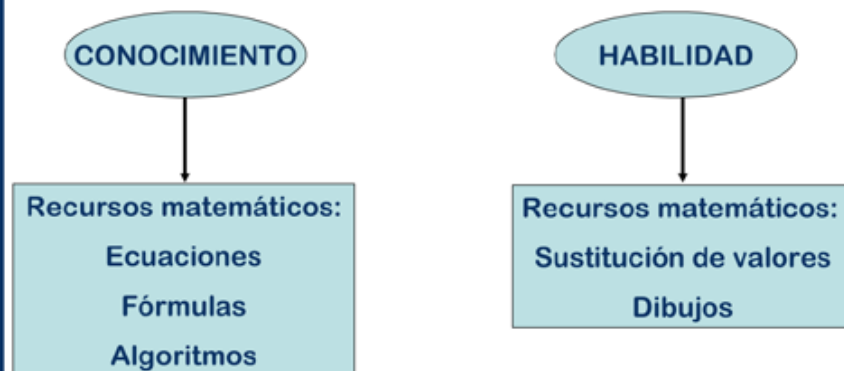 CONOCIMIENTO
Recursos matemáticos:
Ecuaciones
Fórmulas
Algoritmos
HABILIDAD
Recursos matemáticos:
Sustitución de valores
Dibujos